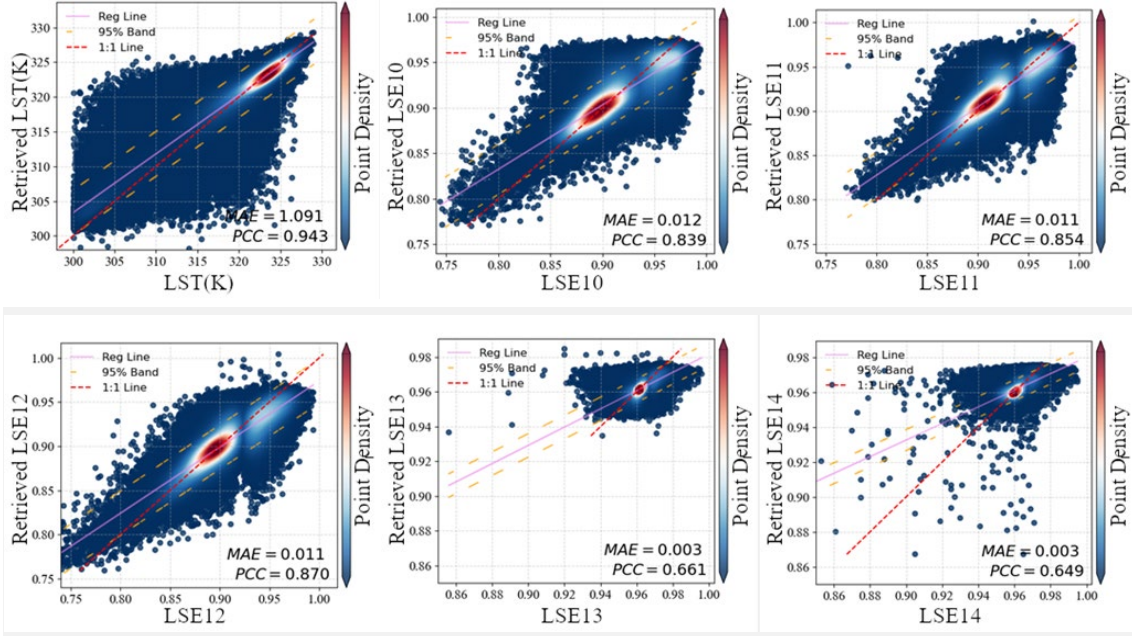 Reg Line
95% Band
1:1 Line
330
325
320
315
310
305
300
300 305 310 315 320 325 330
Retrieved LST(K)
LST(K)
MAE = 1.091
PCC = 0.943
Point Density
Reg Line
95% Band
1:1 Line
1.00
0.95
0.90
0.85
0.80
0.75
0.75 0.80 0.85 0.90 0.95 1.00
Retrieved LSE10
LSE10
MAE = 0.012
PCC = 0.839
Point Density
Reg Line
95% Band
1:1 Line
1.00
0.95
0.90
0.85
0.80
0.75
0.75 0.80 0.85 0.90 0.95 1.00
Retrieved LSE11
LSE11
MAE = 0.011
PCC = 0.854
Point Density
Reg Line
95% Band
1:1 Line
1.00
0.95
0.90
0.85
0.80
0.75
0.74 0.80 0.85 0.90 0.95 1.00
Retrieved LSE12
LSE12
MAE = 0.011
PCC = 0.870
Point Density
Reg Line
95% Band
1:1 Line
0.98
0.96
0.94
0.92
0.90
0.88
0.86
0.86 0.88 0.90 0.92 0.94 0.96 0.98 1.00
Retrieved LSE13
LSE13
MAE = 0.003
PCC = 0.661
Point Density
Reg Line
95% Band
1:1 Line
0.98
0.96
0.94
0.92
0.90
0.88
0.86
0.86 0.88 0.90 0.92 0.94 0.96 0.98 1.00
Retrieved LSE14
LSE14
MAE = 0.003
PCC = 0.649
Point Density